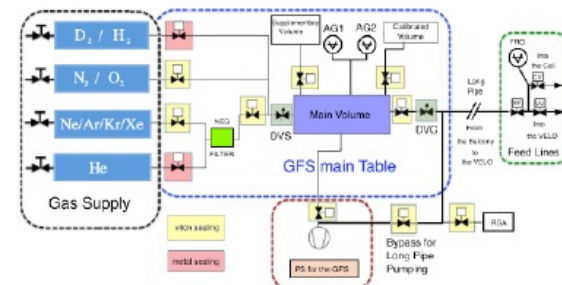 D2 / H2
N2 / O2
Ne/Ar/Kr/Xe
He
Gas Supply
Supplementary
Volume
AG1
AG2
Calibrated
Volume
Main Volume
NEG
FILTER
DVS
DVC
GFS main Table
Long
Pipe
From
the Balcony
to the
VELO
FRG
Into
the Cell
Into
the VELO
Feed Lines
viton sealing
metal sealing
PS for the GFS
Bypass for
Long Pipe
Pumping
RGA